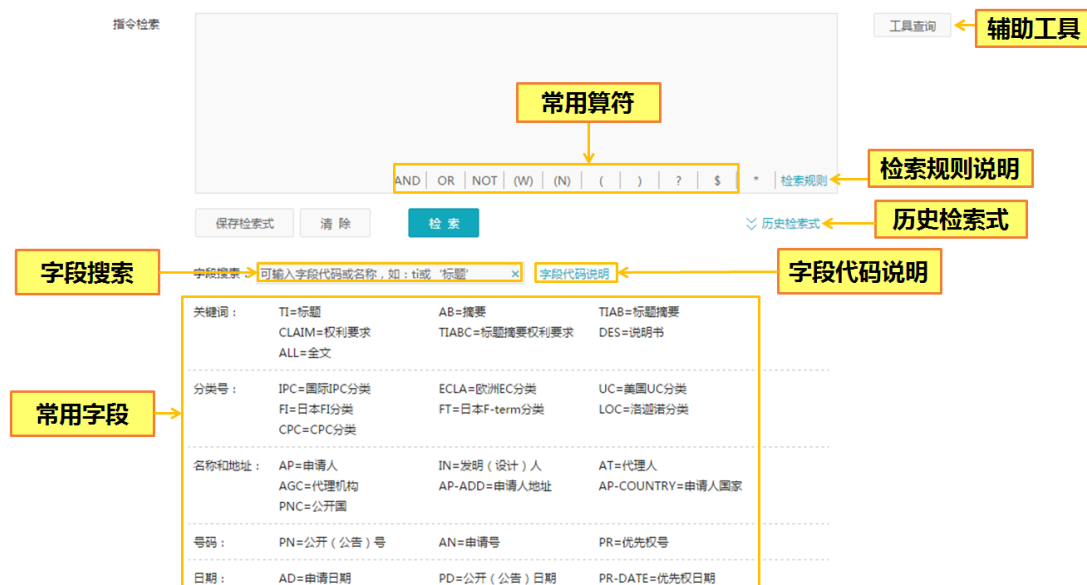 指令检索
工具查询
辅助工具
常用算符
AND OR NOT (W) (N) ( ) ? $ * 检索规则
检索规则说明
保存检索式 清 除 检 索
历史检索式
历史检索式
字段搜索
字段搜索： 可输入字段代码或名称，如：ti或‘标题’ ×
字段代码说明
字段代码说明
常用字段
关键词： TI=标题 AB=摘要 TIAB=标题摘要
CLAIM=权利要求 TIABC=标题摘要权利要求 DES=说明书
ALL=全文
分类号： IPC=国际IPC分类 ECLA=欧洲EC分类 UC=美国UC分类
FI=日本FI分类 FT=日本F-term分类 LOC=洛迦诺分类
CPC=CPC分类
名称和地址： AP=申请人 IN=发明（设计）人 AT=代理人
AGC=代理机构 AP-ADD=申请人地址 AP-COUNTRY=申请人国家
PNC=公开国
号码： PN=公开（公告）号 AN=申请号 PR=优先权号
日期： AD=申请日期 PD=公开（公告）日期 PR-DATE=优先权日期